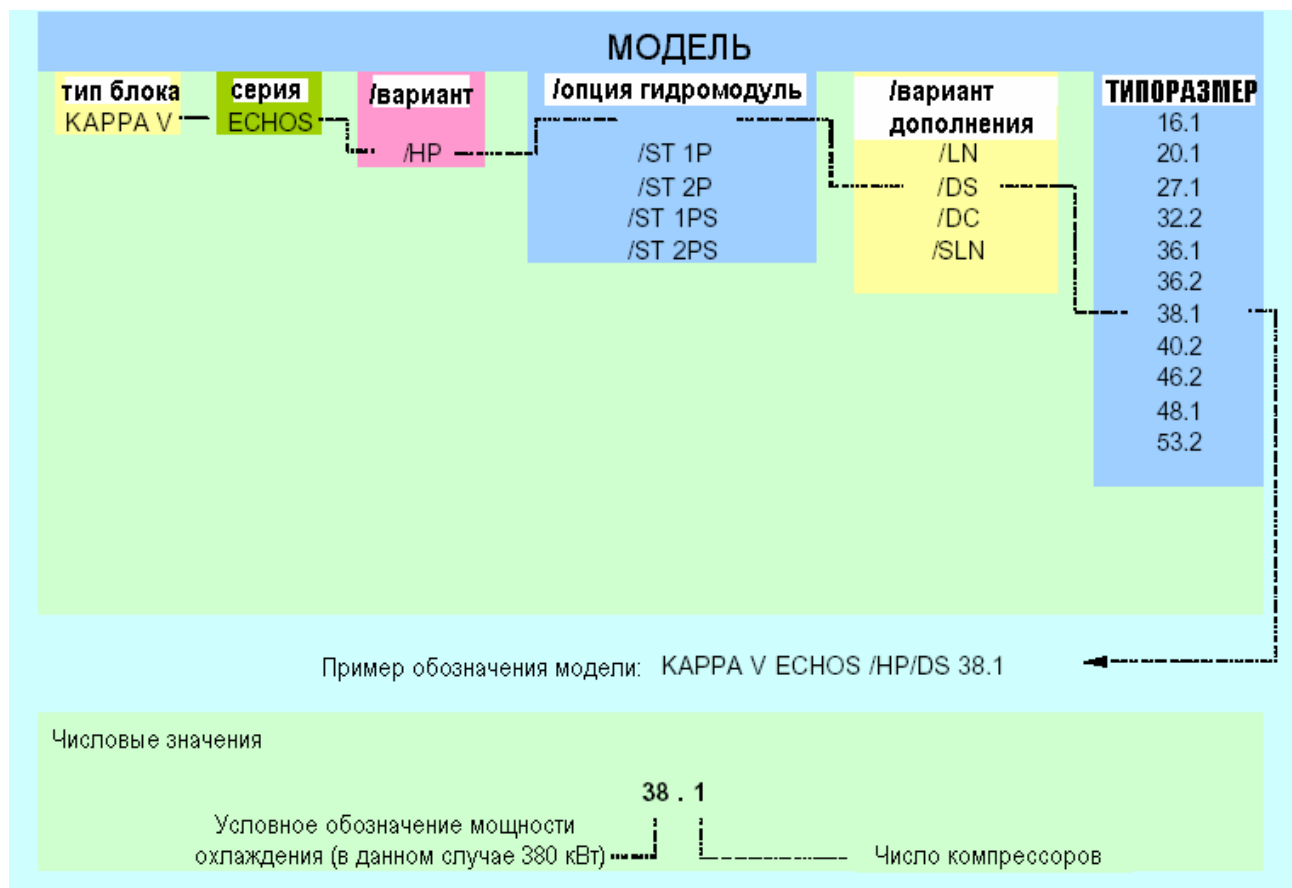 МОДЕЛЬ
тип блока серия /вариант /опция гидромодуль /вариант дополнения ТИПОРАЗМЕР
KAPPA V ECHOS 16.1
/HP /ST 1P /LN 20.1
/ST 2P /DS 27.1
/ST 1PS /DC 32.2
/ST 2PS /SLN 36.1
36.2
38.1
40.2
46.2
48.1
53.2
Пример обозначения модели: KAPPA V ECHOS /HP/DS 38.1
Числовые значения
38 . 1
Условное обозначение мощности
охлаждения (в данном случае 380 кВт) Число компрессоров